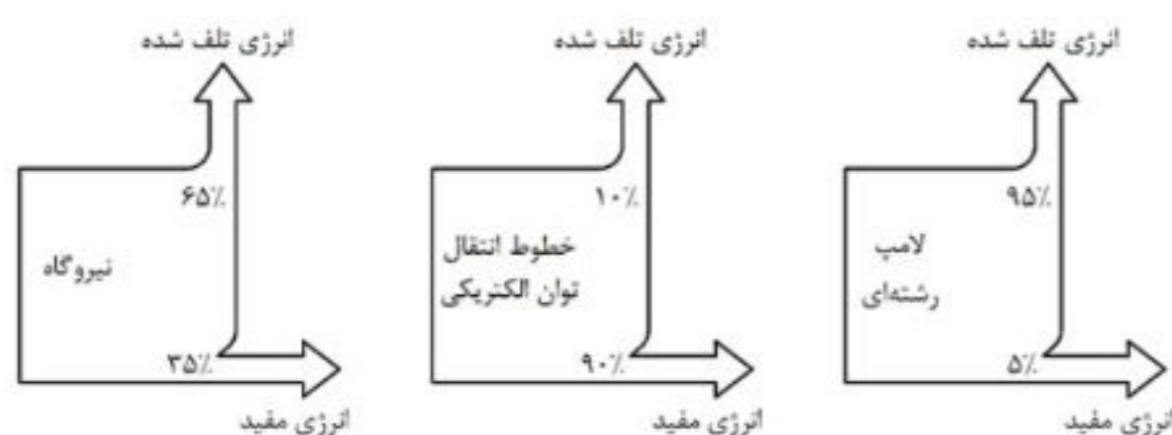 انرژی تلف شده
۶۵٪
نیروگاه
۳۵٪
انرژی مفید
انرژی تلف شده
۱۰٪
خطوط انتقال
توان الکتریکی
۹۰٪
انرژی مفید
انرژی تلف شده
۹۵٪
لامپ
رشته‌ای
۵٪
انرژی مفید